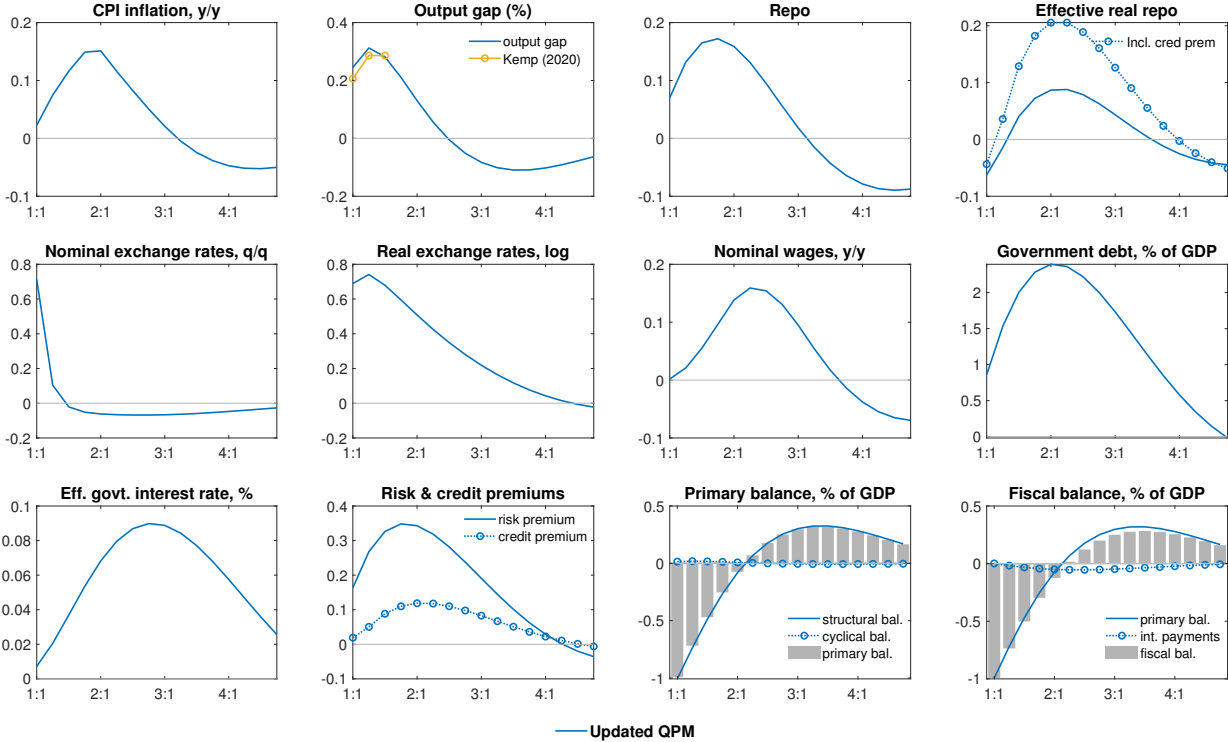 CPI inflation, y/y
0.2
0.1
0
-0.1
1:1 2:1 3:1 4:1
Output gap (%)
0.4
0.2
0
-0.2
1:1 2:1 3:1 4:1
output gap
Kemp (2020)
Repo
0.2
0.1
0
-0.1
1:1 2:1 3:1 4:1
Effective real repo
0.2
0.1
0
-0.1
1:1 2:1 3:1 4:1
Incl. cred prem
Nominal exchange rates, q/q
0.8
0.6
0.4
0.2
0
-0.2
1:1 2:1 3:1 4:1
Real exchange rates, log
0.8
0.6
0.4
0.2
0
-0.2
1:1 2:1 3:1 4:1
Nominal wages, y/y
0.2
0.1
0
-0.1
1:1 2:1 3:1 4:1
Government debt, % of GDP
2
1.5
1
0.5
0
1:1 2:1 3:1 4:1
Eff. govt. interest rate, %
0.1
0.08
0.06
0.04
0.02
0
1:1 2:1 3:1 4:1
Risk & credit premiums
0.4
0.3
0.2
0.1
0
-0.1
1:1 2:1 3:1 4:1
risk premium
credit premium
Primary balance, % of GDP
0.5
0
-0.5
-1
1:1 2:1 3:1 4:1
structural bal.
cyclical bal.
primary bal.
Fiscal balance, % of GDP
0.5
0
-0.5
-1
1:1 2:1 3:1 4:1
primary bal.
int. payments
fiscal bal.
Updated QPM